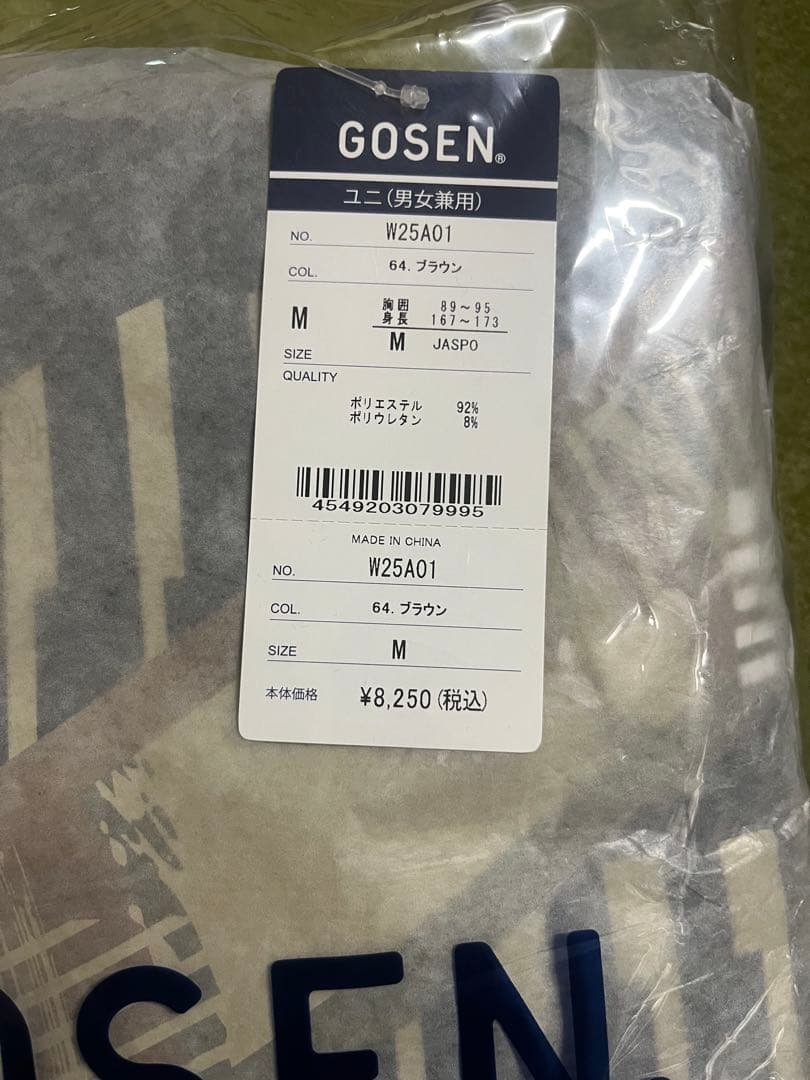 GOSEN®
ユニ(男女兼用)
NO. W25A01
COL. 64. ブラウン
M 胸囲 89~95
身長 167~173
SIZE M JASPO
QUALITY
ポリエステル 92%
ポリウレタン 8%
4549203079995
MADE IN CHINA
NO. W25A01
COL. 64. ブラウン
SIZE M
本体価格 ¥8,250(税込)
OSEN